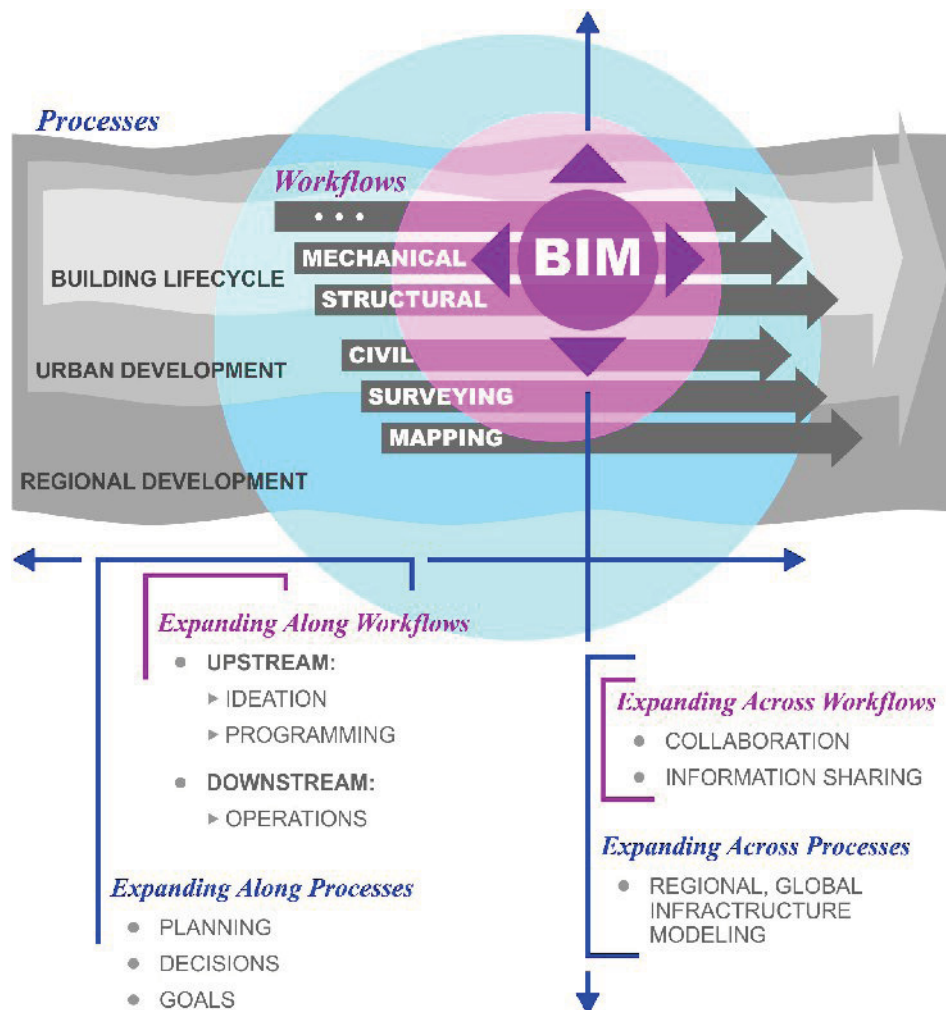 Processes
Workflows
...
MECHANICAL
BIM
BUILDING LIFECYCLE
STRUCTURAL
CIVIL
URBAN DEVELOPMENT
SURVEYING
MAPPING
REGIONAL DEVELOPMENT
Expanding Along Workflows
UPSTREAM:
IDEATION
PROGRAMMING
DOWNSTREAM:
OPERATIONS
Expanding Along Processes
PLANNING
DECISIONS
GOALS
Expanding Across Workflows
COLLABORATION
INFORMATION SHARING
Expanding Across Processes
REGIONAL, GLOBAL
INFRACTRUCTURE
MODELING